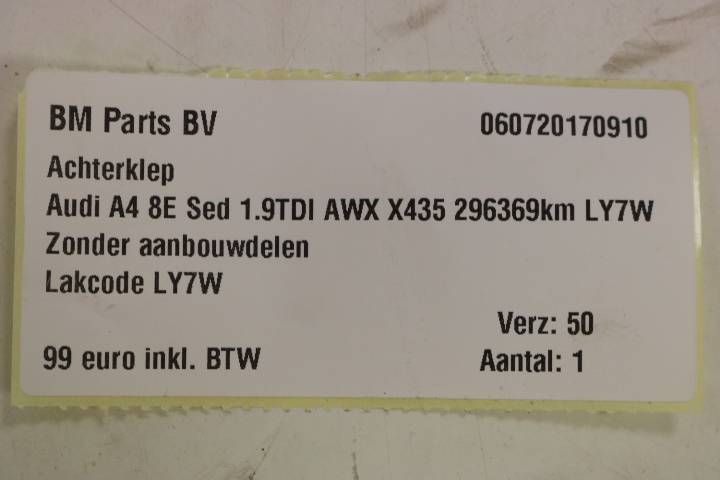 BM Parts BV 060720170910
Achterklep
Audi A4 8E Sed 1.9TDI AWX X435 296369km LY7W
Zonder aanbouwdelen
Lakcode LY7W
Verz: 50
99 euro inkl. BTW Aantal: 1